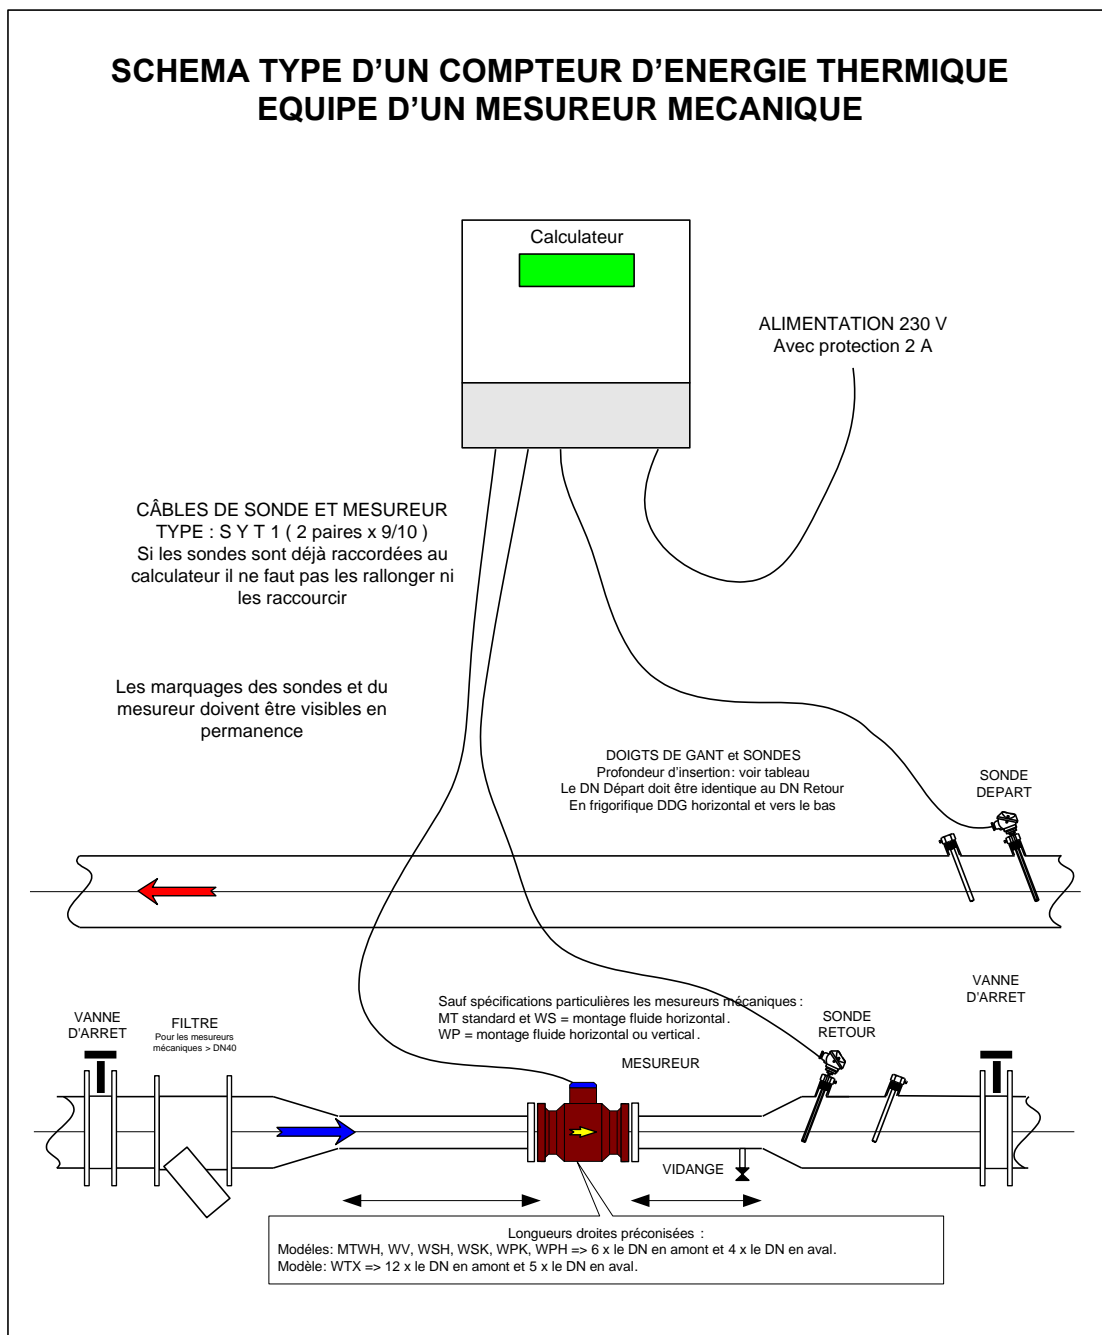 SCHEMA TYPE D'UN COMPTEUR D'ENERGIE THERMIQUE
EQUIPE D'UN MESUREUR MECANIQUE
Calculateur
ALIMENTATION 230 V
Avec protection 2 A
CÂBLES DE SONDE ET MESUREUR
TYPE : S Y T 1 ( 2 paires x 9/10 )
Si les sondes sont déjà raccordées au
calculateur il ne faut pas les rallonger ni
les raccourcir
Les marquages des sondes et du
mesureur doivent être visibles en
permanence
DOIGTS DE GANT et SONDES
Profondeur d'insertion: voir tableau
Le DN Départ doit être identique au DN Retour
En frigorifique DDG horizontal et vers le bas
SONDE
DEPART
VANNE
D'ARRET
FILTRE
Pour les mesureurs
mécaniques > DN40
Sauf spécifications particulières les mesureurs mécaniques :
MT standard et WS = montage fluide horizontal.
WP = montage fluide horizontal ou vertical.
MESUREUR
SONDE
RETOUR
VANNE
D'ARRET
VIDANGE
Longueurs droites préconisées :
Modéles: MTWH, WV, WSH, WSK, WPK, WPH => 6 x le DN en amont et 4 x le DN en aval.
Modèle: WTX => 12 x le DN en amont et 5 x le DN en aval.